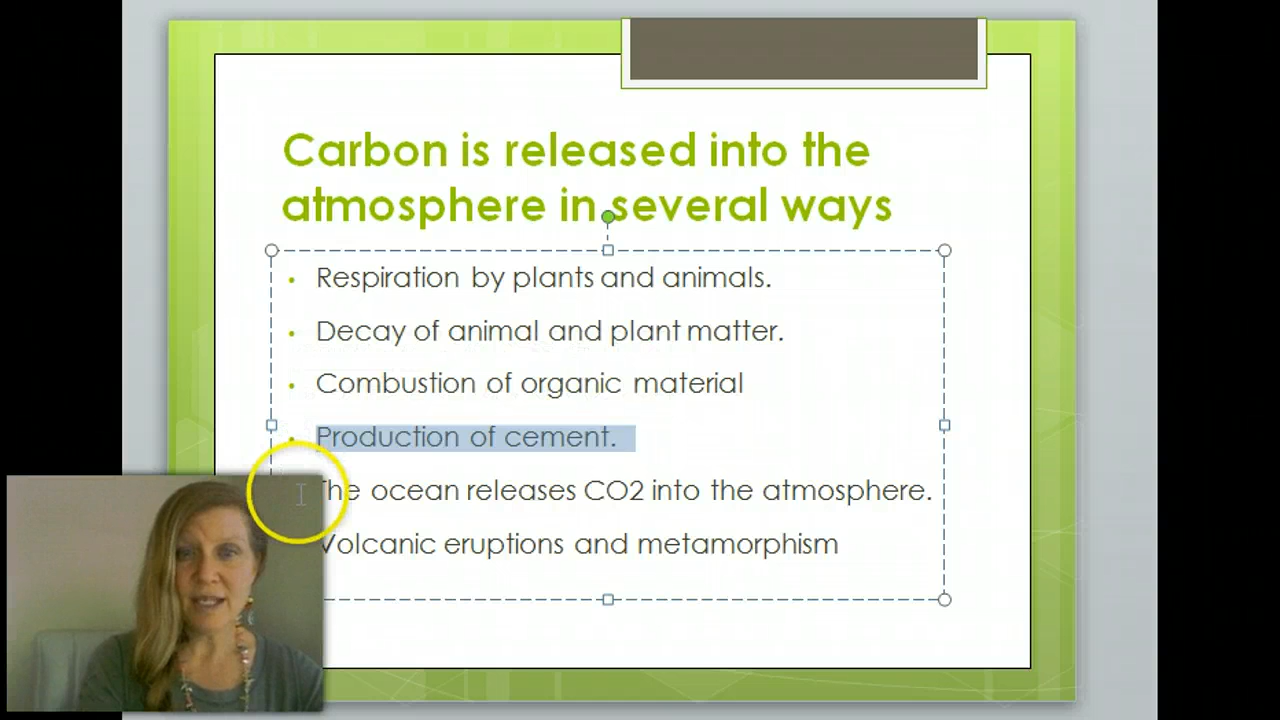 Carbon is released into the
atmosphere in several ways
• Respiration by plants and animals.
• Decay of animal and plant matter.
• Combustion of organic material
• Production of cement.
The ocean releases CO2 into the atmosphere.
Volcanic eruptions and metamorphism